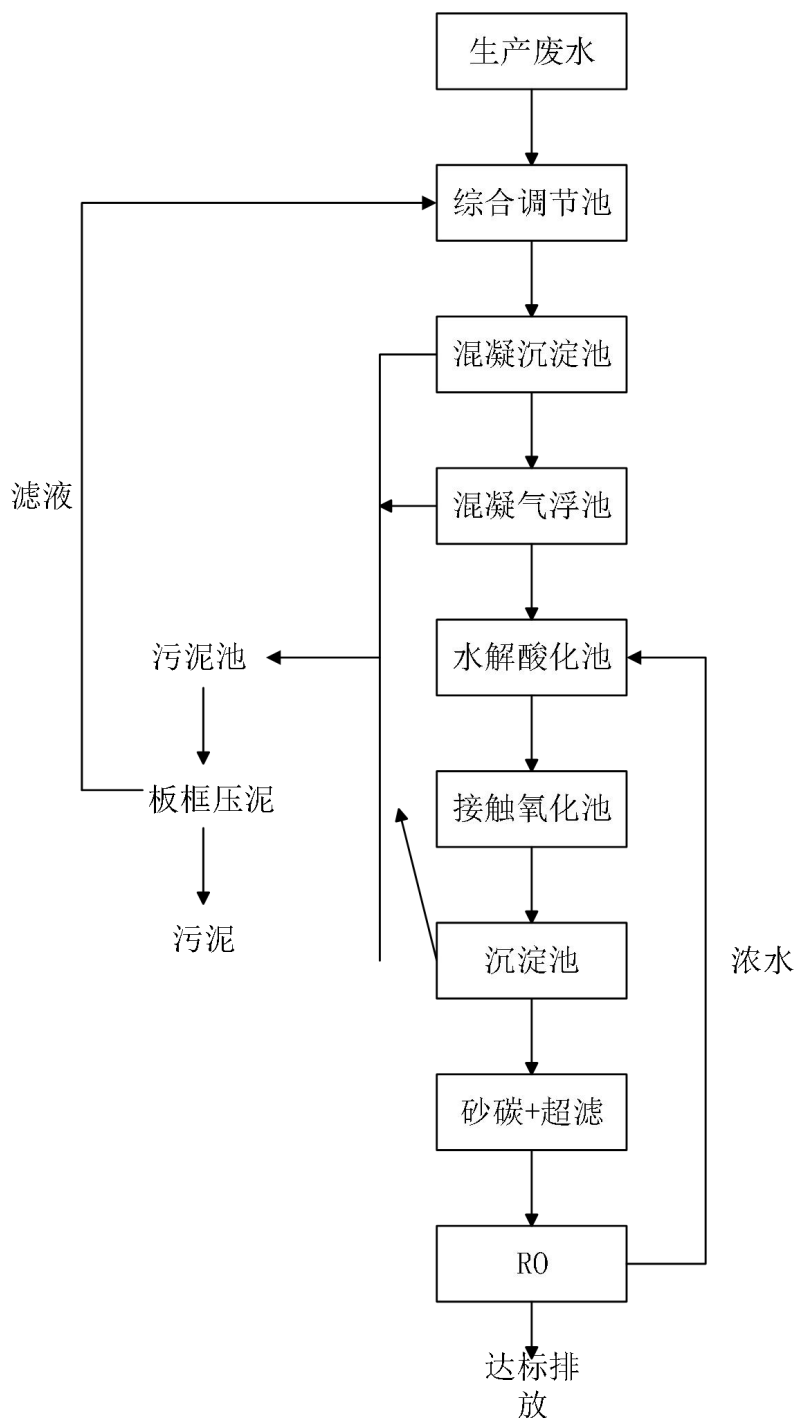 生产废水
综合调节池
混凝沉淀池
滤液
混凝气浮池
污泥池
水解酸化池
板框压泥
接触氧化池
污泥
沉淀池
浓水
砂碳+超滤
RO
达标排
放